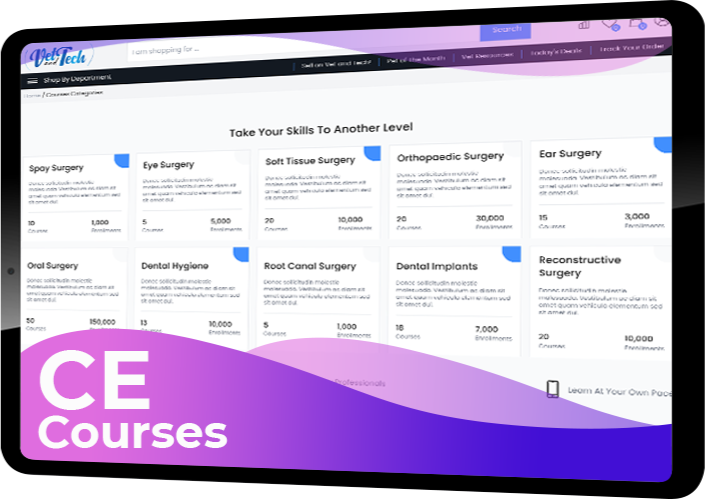 Vet and Tech
I am shopping for ...
Search
Shop By Department
Sell on Vet and Tech?
Pet of the Month
Vet Resources
Today's Deals
Track Your Order
Home / Courses Categories
Take Your Skills To Another Level
Spay Surgery
Donec sollicitudin molestie
malesuada. Vestibulum ac diam sit
amet quam vehicula elementum sed
sit amet dui.
10 1,000
Courses Enrollments
Eye Surgery
Donec sollicitudin molestie
malesuada. Vestibulum ac diam sit
amet quam vehicula elementum sed
sit amet dui.
5 5,000
Courses Enrollments
Soft Tissue Surgery
Donec sollicitudin molestie
malesuada. Vestibulum ac diam sit
amet quam vehicula elementum sed
sit amet dui.
20 10,000
Courses Enrollments
Orthopaedic Surgery
Donec sollicitudin molestie
malesuada. Vestibulum ac diam sit
amet quam vehicula elementum sed
sit amet dui.
20 30,000
Courses Enrollments
Ear Surgery
Donec sollicitudin molestie
malesuada. Vestibulum ac diam sit
amet quam vehicula elementum sed
sit amet dui.
15 3,000
Courses Enrollments
Oral Surgery
Donec sollicitudin molestie
malesuada. Vestibulum ac diam sit
amet quam vehicula elementum sed
sit amet dui.
50 150,000
Courses Enrollments
Dental Hygiene
Donec sollicitudin molestie
malesuada. Vestibulum ac diam sit
amet quam vehicula elementum sed
sit amet dui.
13 10,000
Courses Enrollments
Root Canal Surgery
Donec sollicitudin molestie
malesuada. Vestibulum ac diam sit
amet quam vehicula elementum sed
sit amet dui.
5 1,000
Courses Enrollments
Dental Implants
Donec sollicitudin molestie
malesuada. Vestibulum ac diam sit
amet quam vehicula elementum sed
sit amet dui.
18 7,000
Courses Enrollments
Reconstructive
Surgery
Donec sollicitudin molestie
malesuada. Vestibulum ac diam sit
amet quam vehicula elementum sed
sit amet dui.
20 10,000
Courses Enrollments
Professionals
Learn At Your Own Pace
CE
Courses